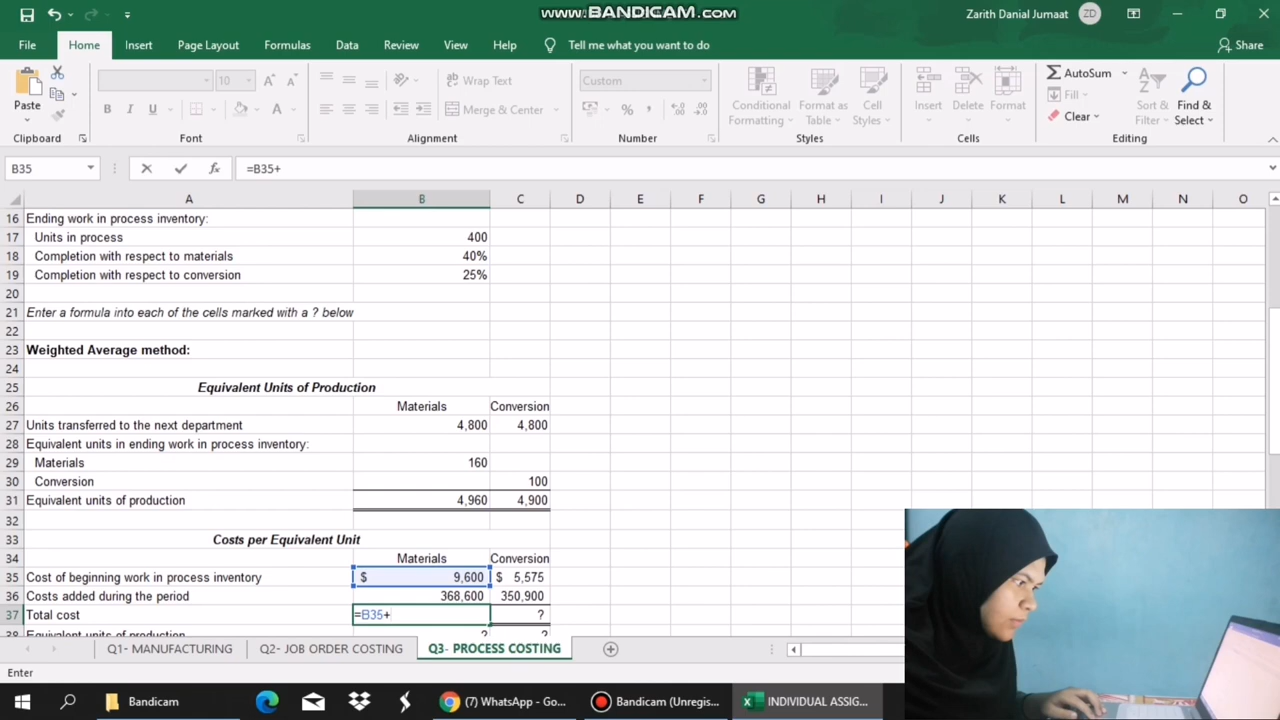 www.BANDICAM.com
Zarith Danial Jumaat ZD
File Home Insert Page Layout Formulas Data Review View Help Tell me what you want to do Share
Paste
10
B I U A
Wrap Text
Merge & Center
Custom
%
Conditional Formatting
Format as Table
Cell Styles
Insert Delete Format
AutoSum
Fill
Clear
Sort & Filter
Find & Select
Clipboard Font Alignment Number Styles Cells Editing
B35 fx =B35+
A B C D E F G H I J K L M N O
16 Ending work in process inventory:
17 Units in process 400
18 Completion with respect to materials 40%
19 Completion with respect to conversion 25%
20
21 Enter a formula into each of the cells marked with a ? below
22
23 Weighted Average method:
24
25 Equivalent Units of Production
26 Materials Conversion
27 Units transferred to the next department 4,800 4,800
28 Equivalent units in ending work in process inventory:
29 Materials 160
30 Conversion 100
31 Equivalent units of production 4,960 4,900
32
33 Costs per Equivalent Unit
34 Materials Conversion
35 Cost of beginning work in process inventory $ 9,600 $ 5,575
36 Costs added during the period 368,600 350,900
37 Total cost =B35+ ?
38 Equivalent units of production ? ?
Q1- MANUFACTURING Q2- JOB ORDER COSTING Q3- PROCESS COSTING
Enter
Bandicam (7) WhatsApp - Go... Bandicam (Unregis... INDIVIDUAL ASSIG...